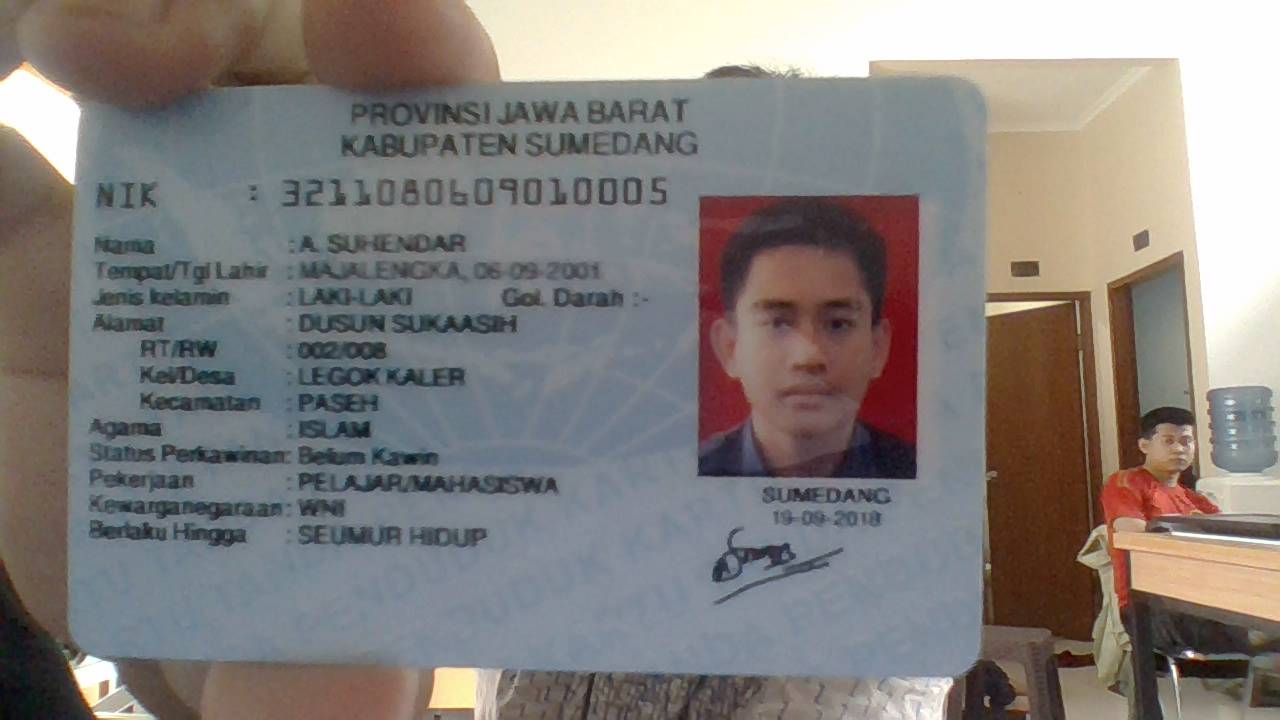 PROVINSI JAWA BARAT
KABUPATEN SUMEDANG
NIK : 3211080609010005
Nama : A. SUHENDAR
Tempat/Tgl Lahir : MAJALENGKA, 06-09-2001
Jenis kelamin : LAKI-LAKI Gol. Darah :-
Alamat : DUSUN SUKAASIH
RT/RW : 002/008
Kel/Desa : LEGOK KALER
Kecamatan : PASEH
Agama : ISLAM
Status Perkawinan: Belum Kawin
Pekerjaan : PELAJAR/MAHASISWA
Kewarganegaraan: WNI
Berlaku Hingga : SEUMUR HIDUP
SUMEDANG
19-09-2018